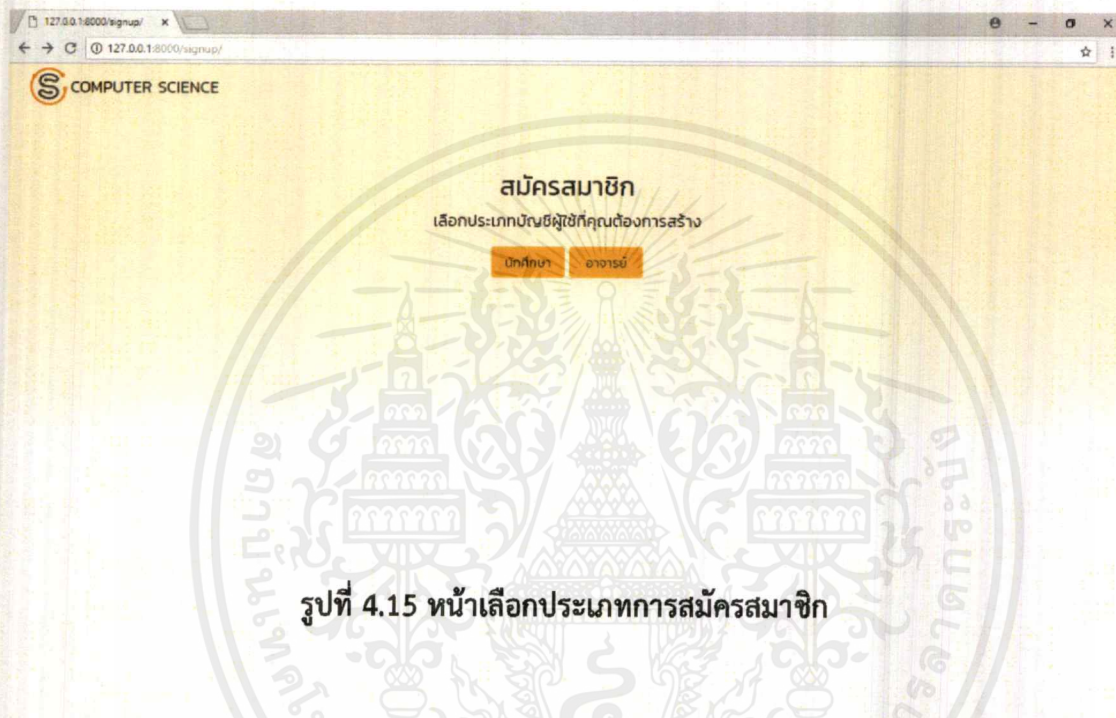 127.0.0.1:8000/signup/
127.0.0.1:8000/signup/
COMPUTER SCIENCE
สมัครสมาชิก
เลือกประเภทบัญชีผู้ใช้ที่คุณต้องการสร้าง
นักศึกษา อาจารย์
รูปที่ 4.15 หน้าเลือกประเภทการสมัครสมาชิก